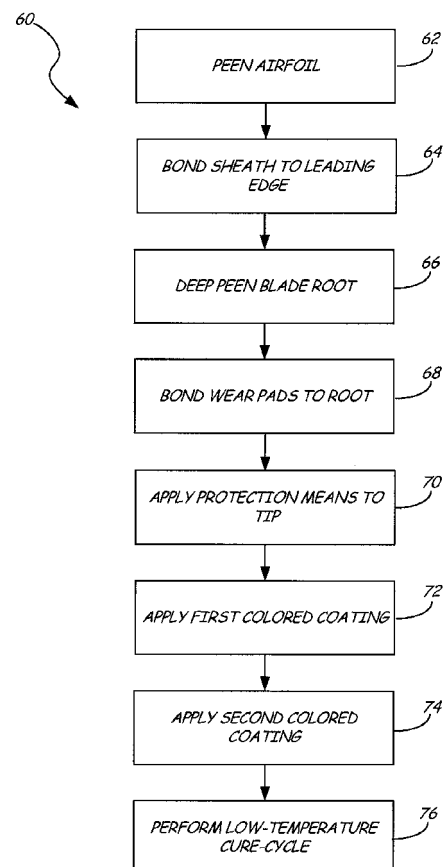 60
PEEN AIRFOIL
62
BOND SHEATH TO LEADING
EDGE
64
DEEP PEEN BLADE ROOT
66
BOND WEAR PADS TO ROOT
68
APPLY PROTECTION MEANS TO
TIP
70
APPLY FIRST COLORED COATING
72
APPLY SECOND COLORED
COATING
74
PERFORM LOW-TEMPERATURE
CURE-CYCLE
76